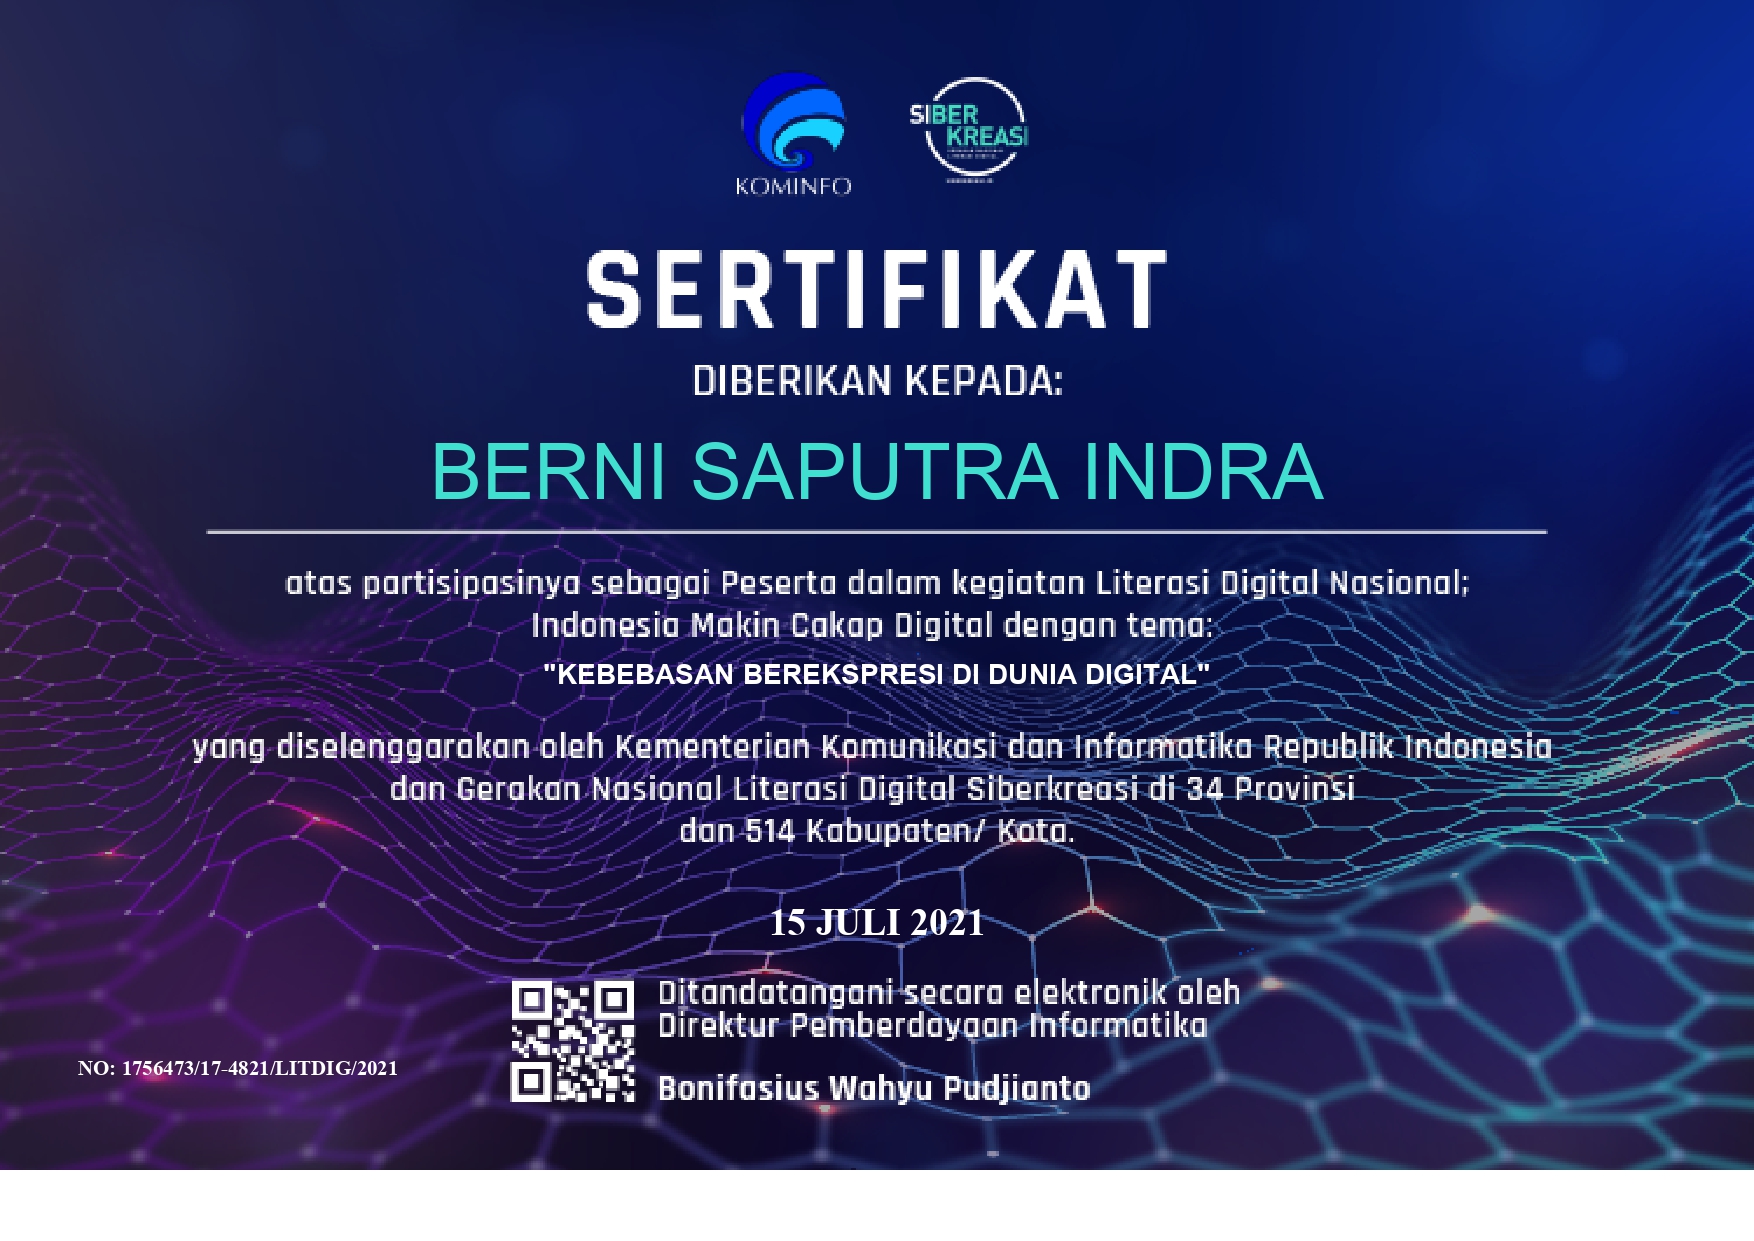 KOMINFO
SIBER
KREASI
SERTIFIKAT
DIBERIKAN KEPADA:
BERNI SAPUTRA INDRA
atas partisipasinya sebagai Peserta dalam kegiatan Literasi Digital Nasional;
Indonesia Makin Cakap Digital dengan tema:
"KEBEBASAN BEREKSPRESI DI DUNIA DIGITAL"
yang diselenggarakan oleh Kementerian Komunikasi dan Informatika Republik Indonesia
dan Gerakan Nasional Literasi Digital Siberkreasi di 34 Provinsi
dan 514 Kabupaten/ Kota.
15 JULI 2021
Ditandatangani secara elektronik oleh
Direktur Pemberdayaan Informatika
NO: 1756473/17-4821/LITDIG/2021
Bonifasius Wahyu Pudjianto